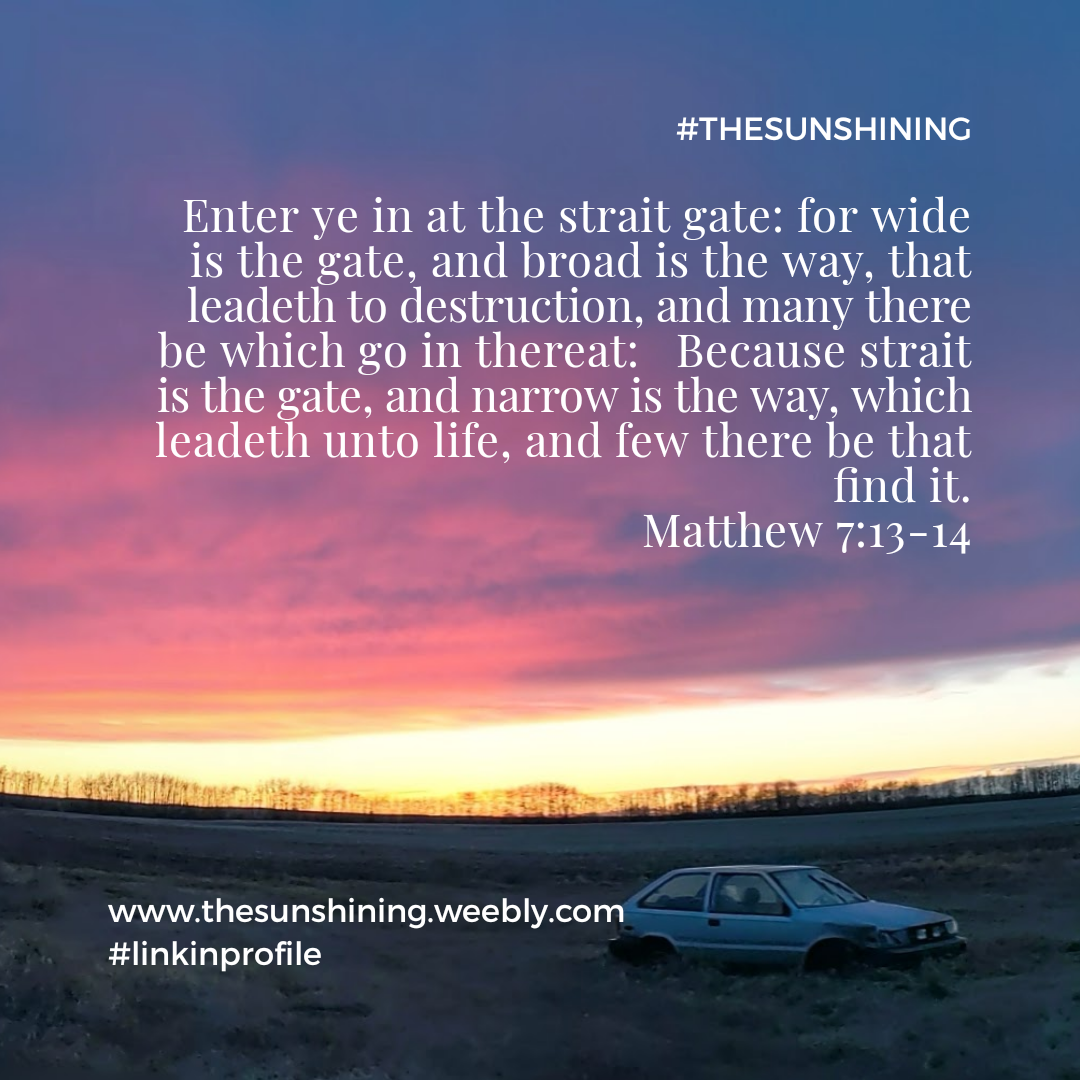 #THESUNSHINING
Enter ye in at the strait gate: for wide
is the gate, and broad is the way, that
leadeth to destruction, and many there
be which go in thereat:   Because strait
is the gate, and narrow is the way, which
leadeth unto life, and few there be that
find it.
Matthew 7:13-14
www.thesunshining.weebly.com
#linkinprofile